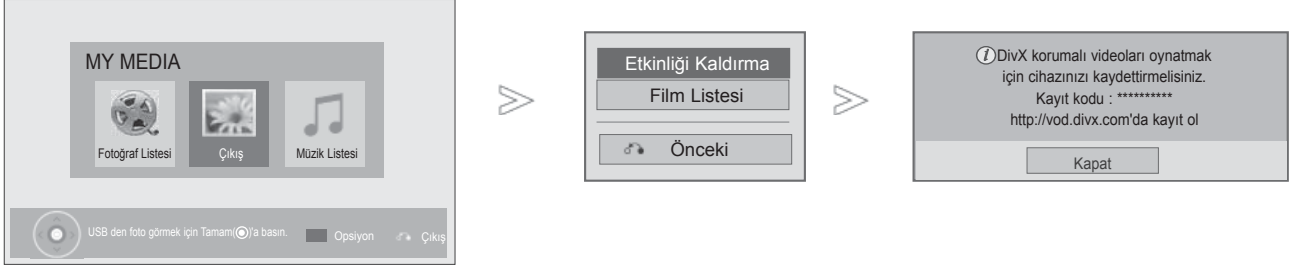 MY MEDIA
Fotoğraf Listesi
Çıkış
Müzik Listesi
USB den foto görmek için Tamam(◉)'a basın.
Opsiyon
Çıkış
Etkinliği Kaldırma
Film Listesi
Önceki
DivX korumalı videoları oynatmak
için cihazınızı kaydettirmelisiniz.
Kayıt kodu : **********
http://vod.divx.com'da kayıt ol
Kapat